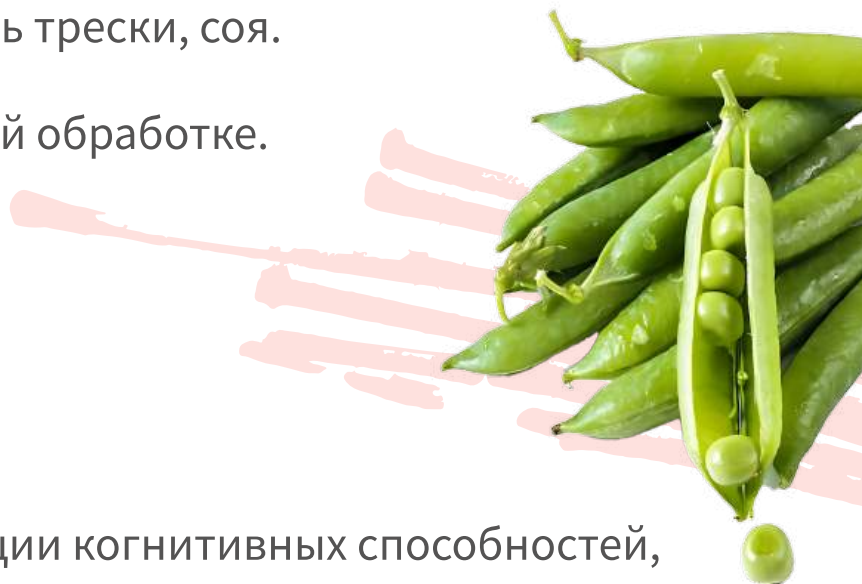 ь трески, соя.
й обработке.
ции когнитивных способностей,